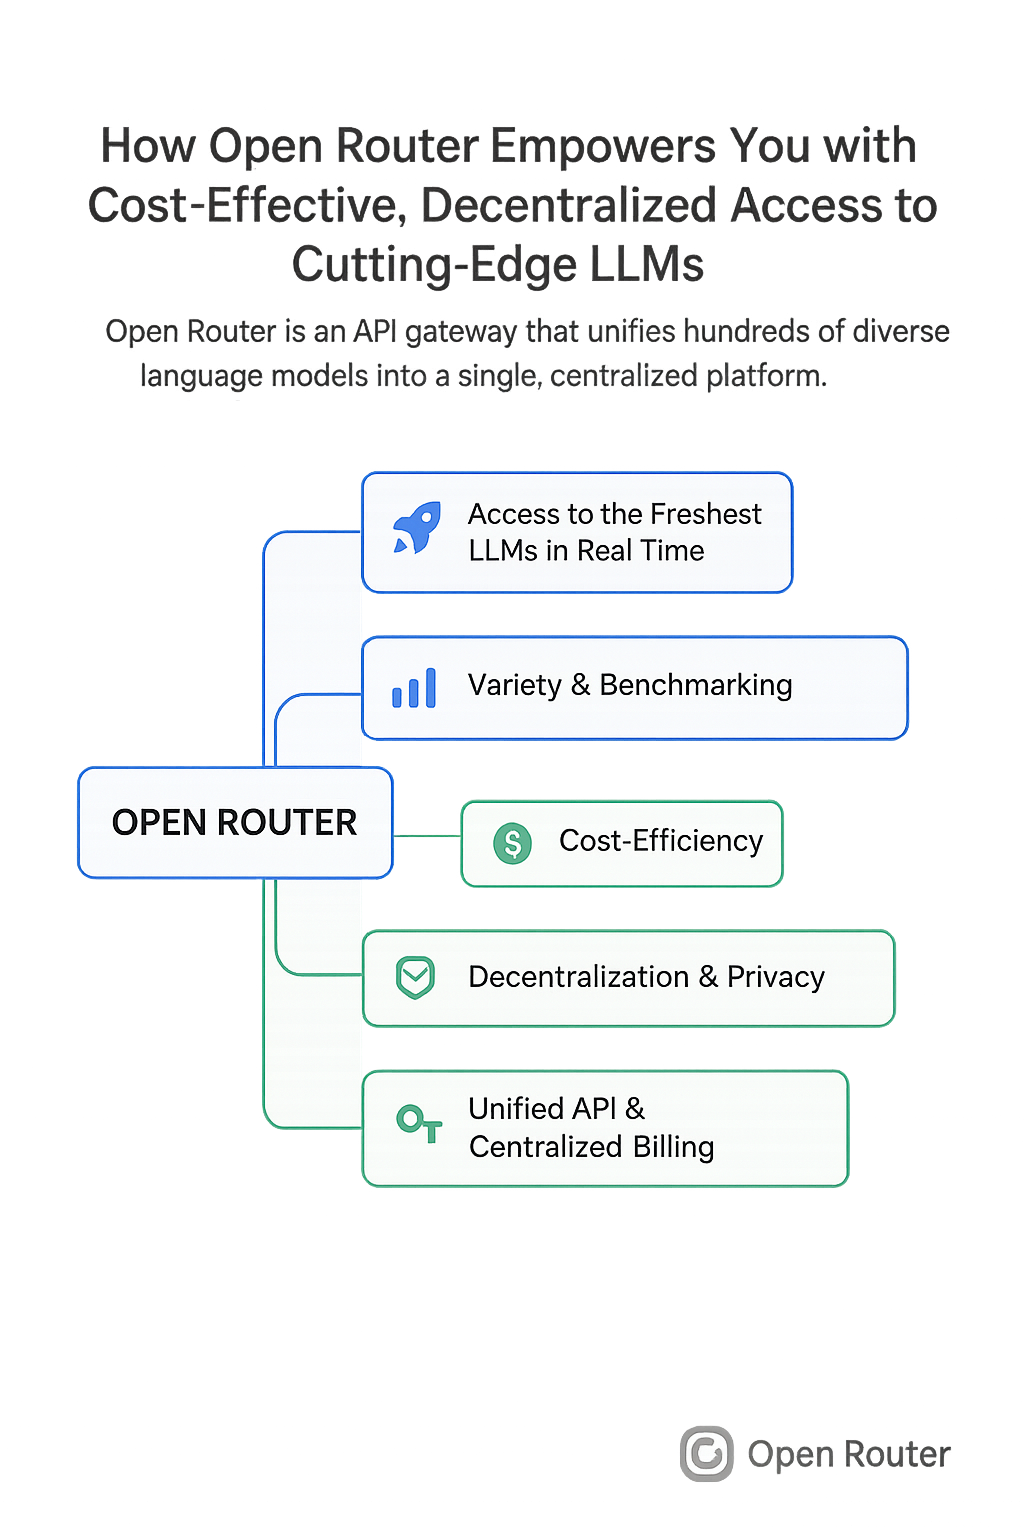 How Open Router Empowers You with
Cost-Effective, Decentralized Access to
Cutting-Edge LLMs
Open Router is an API gateway that unifies hundreds of diverse
language models into a single, centralized platform.
Access to the Freshest
LLMs in Real Time
Variety & Benchmarking
OPEN ROUTER
Cost-Efficiency
Decentralization & Privacy
Unified API &
Centralized Billing
Open Router